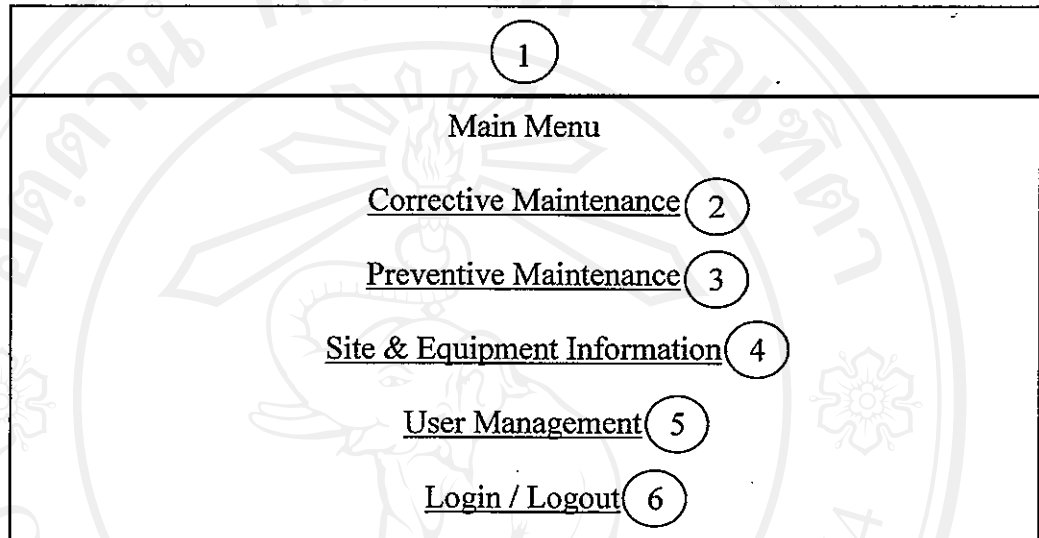 1
Main Menu
Corrective Maintenance 2
Preventive Maintenance 3
Site & Equipment Information 4
User Management 5
Login / Logout 6